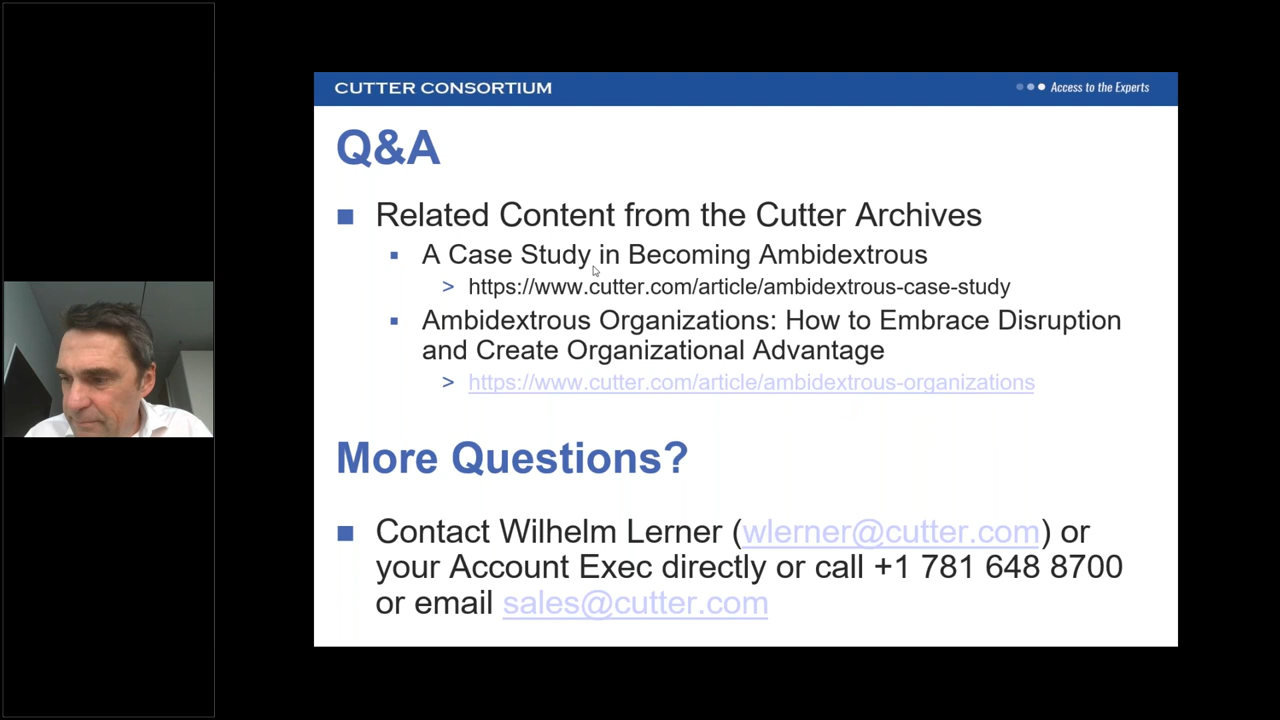 CUTTER CONSORTIUM
Access to the Experts
Q&A
Related Content from the Cutter Archives
A Case Study in Becoming Ambidextrous
> https://www.cutter.com/article/ambidextrous-case-study
Ambidextrous Organizations: How to Embrace Disruption
and Create Organizational Advantage
> https://www.cutter.com/article/ambidextrous-organizations
More Questions?
Contact Wilhelm Lerner (wlerner@cutter.com) or
your Account Exec directly or call +1 781 648 8700
or email sales@cutter.com